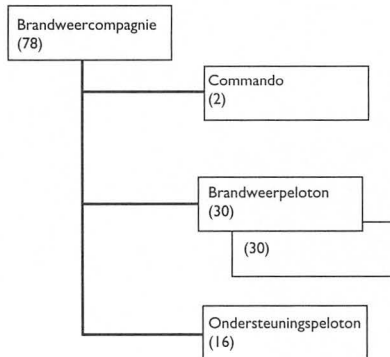 Brandweercompagnie
(78)
Commando
(2)
Brandweerpeloton
(30)
(30)
Ondersteuningspeloton
(16)